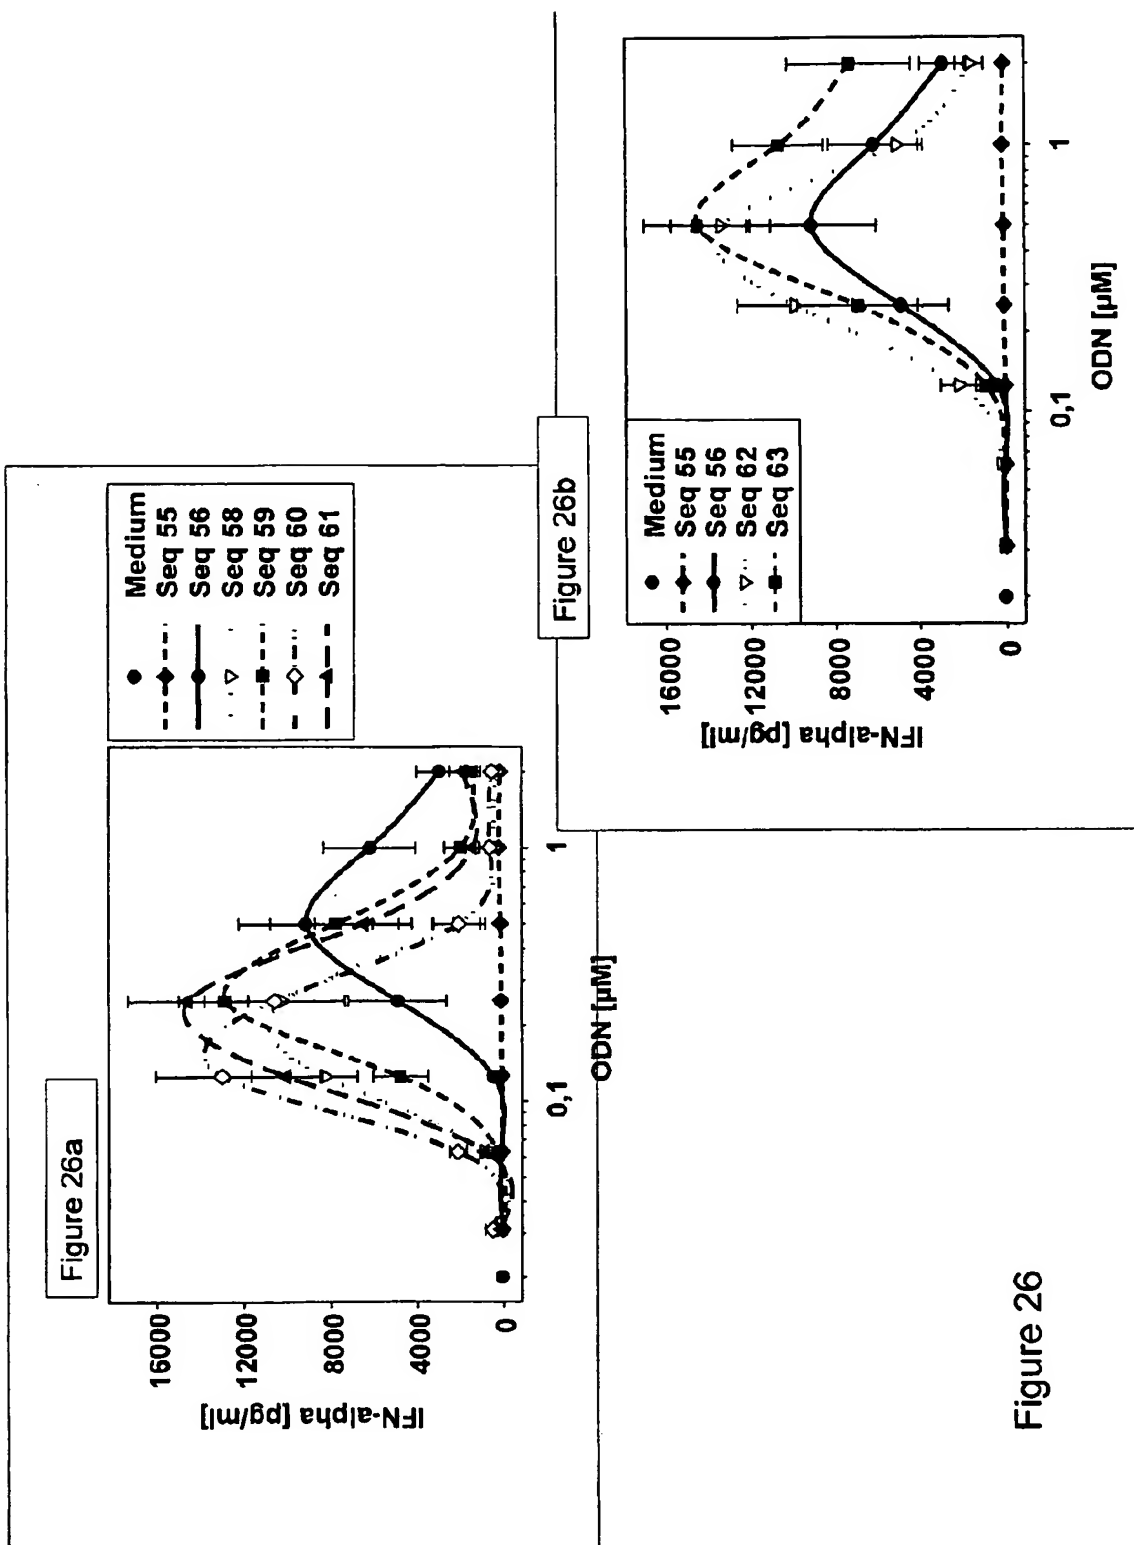 Figure 26a
IFN-alpha [pg/ml]
16000
12000
8000
4000
0
0,1
1
ODN [µM]
Medium
Seq 55
Seq 56
Seq 58
Seq 59
Seq 60
Seq 61
Figure 26b
IFN-alpha [pg/ml]
16000
12000
8000
4000
0
0,1
1
ODN [µM]
Medium
Seq 55
Seq 56
Seq 62
Seq 63
Figure 26